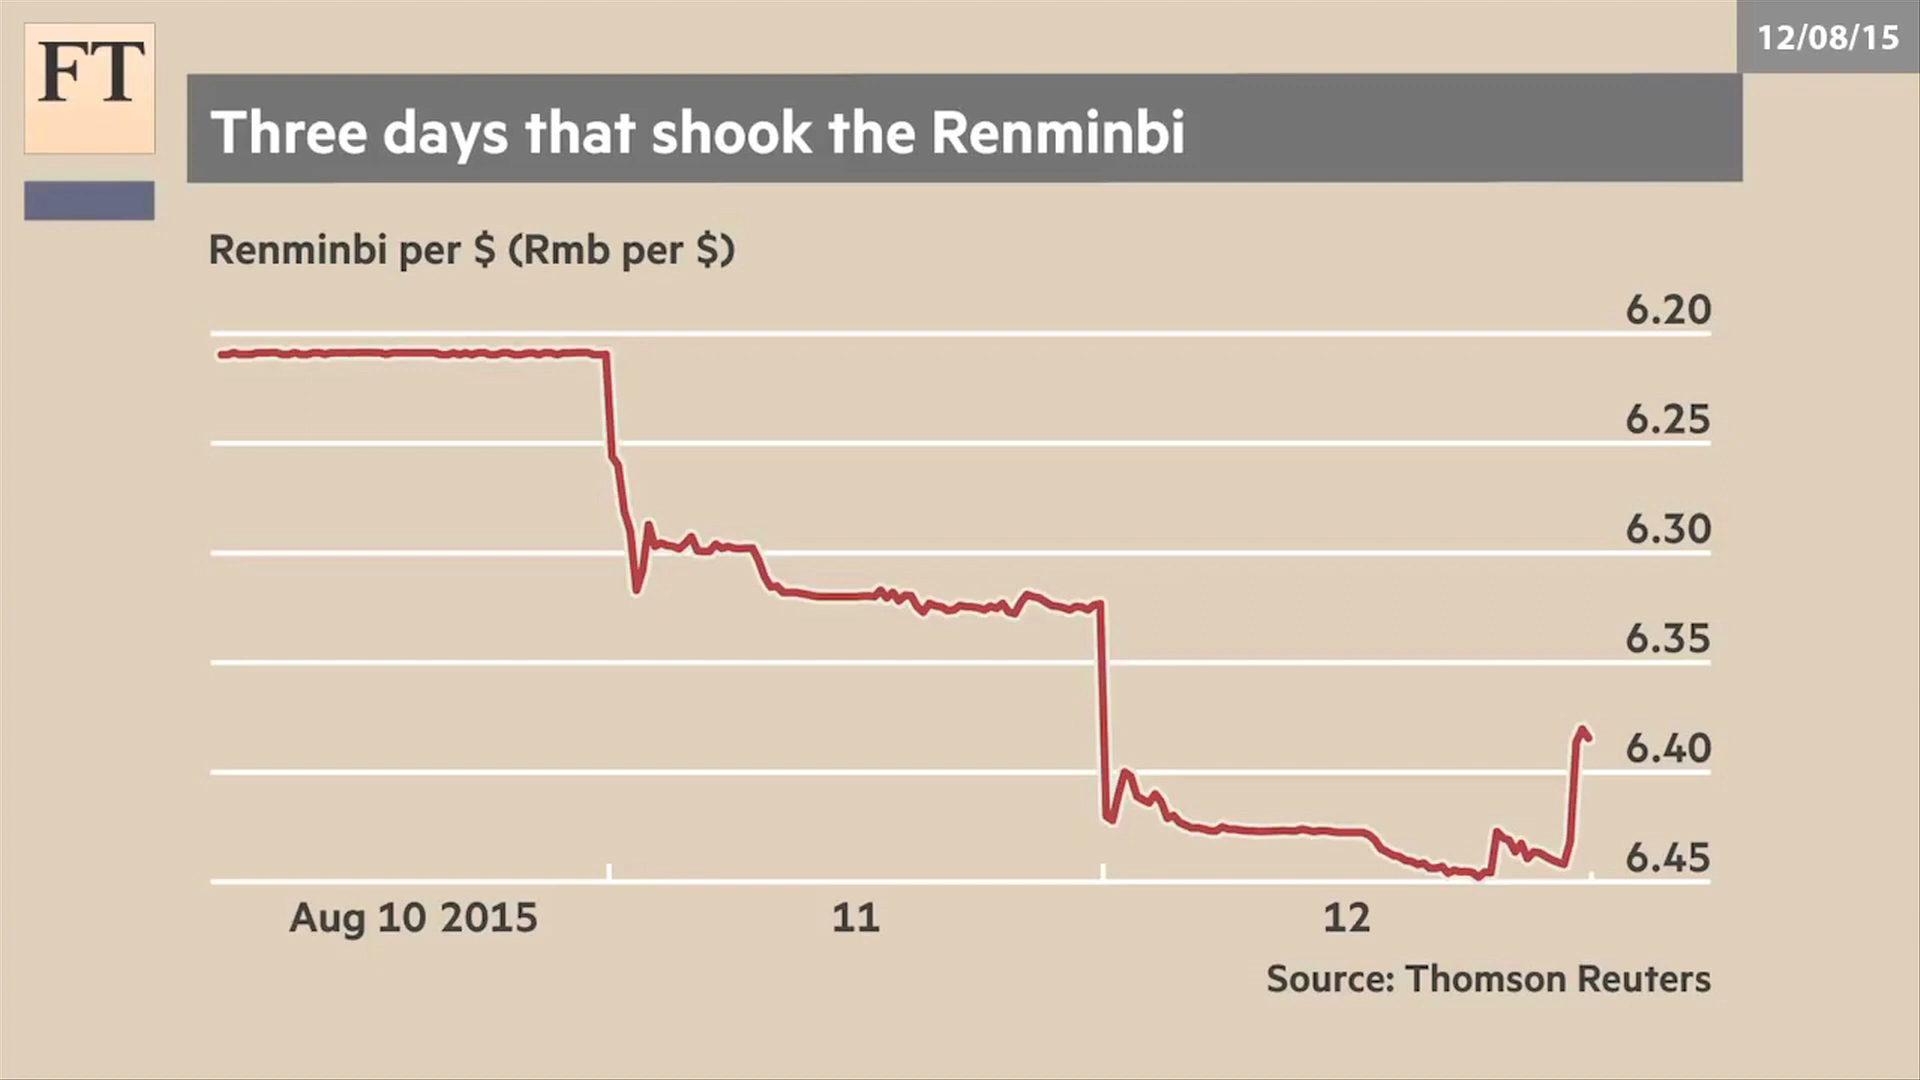 FT
12/08/15
Three days that shook the Renminbi
Renminbi per $ (Rmb per $)
6.20
6.25
6.30
6.35
6.40
6.45
Aug 10 2015 11 12
Source: Thomson Reuters